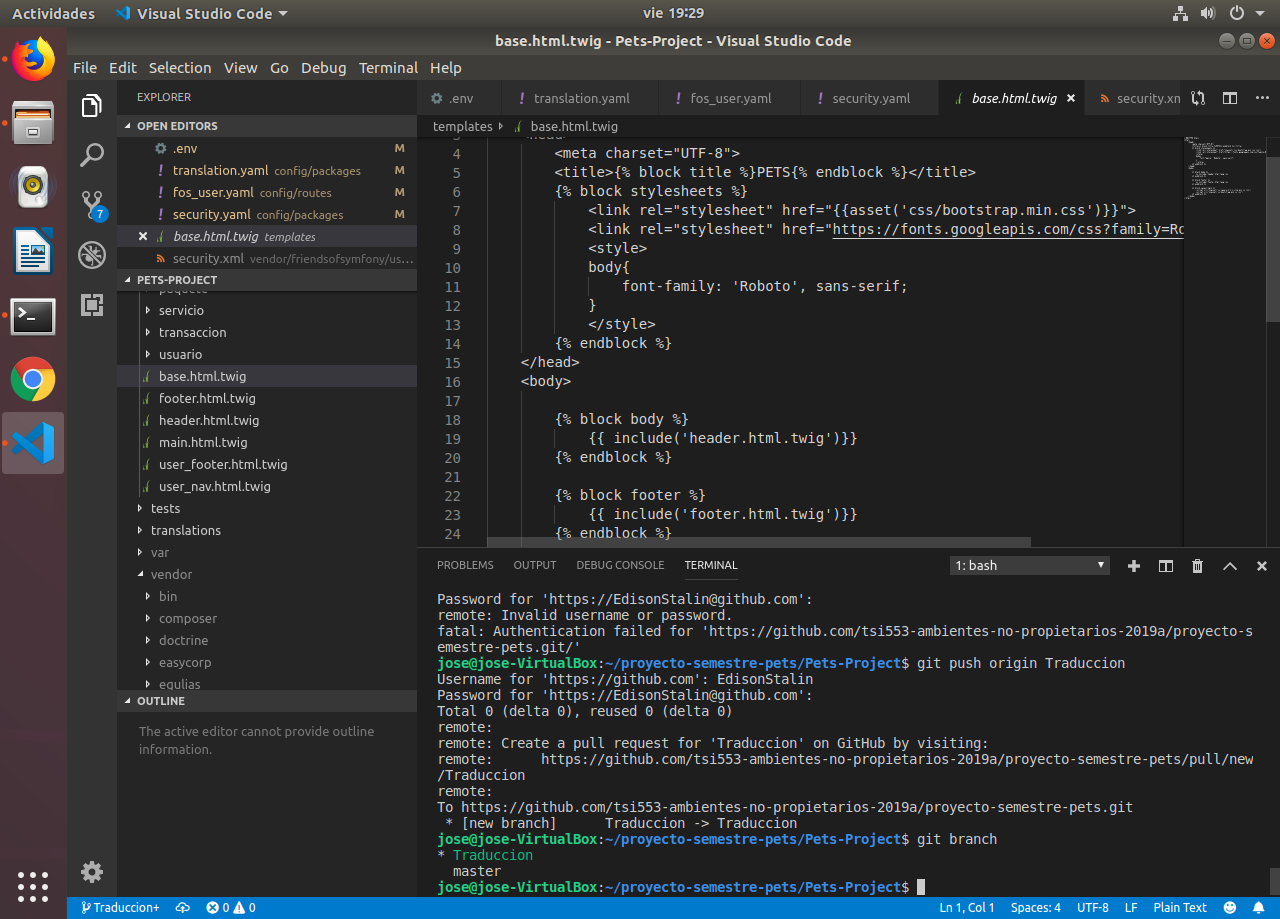 Actividades
Visual Studio Code
vie 19:29
base.html.twig - Pets-Project - Visual Studio Code
File Edit Selection View Go Debug Terminal Help
EXPLORER
OPEN EDITORS
.env M
! translation.yaml config/packages M
! fos_user.yaml config/routes M
! security.yaml config/packages M
base.html.twig templates
security.xml vendor/friendsofsymfony/us...
PETS-PROJECT
servicio
transaccion
usuario
base.html.twig
footer.html.twig
header.html.twig
main.html.twig
user_footer.html.twig
user_nav.html.twig
tests
translations
var
vendor
bin
composer
doctrine
easycorp
egulias
OUTLINE
The active editor cannot provide outline
information.
7
.env
! translation.yaml
! fos_user.yaml
! security.yaml
base.html.twig
security.xn
templates base.html.twig
3 <head>
4 <meta charset="UTF-8">
5 <title>{% block title %}PETS{% endblock %}</title>
6 {% block stylesheets %}
7 <link rel="stylesheet" href="{{asset('css/bootstrap.min.css')}}">
8 <link rel="stylesheet" href="https://fonts.googleapis.com/css?family=Ro
9 <style>
10 body{
11 font-family: 'Roboto', sans-serif;
12 }
13 </style>
14 {% endblock %}
15 </head>
16 <body>
17
18 {% block body %}
19 {{ include('header.html.twig')}}
20 {% endblock %}
21
22 {% block footer %}
23 {{ include('footer.html.twig')}}
24 {% endblock %}
PROBLEMS OUTPUT DEBUG CONSOLE TERMINAL
1: bash
Password for 'https://EdisonStalin@github.com':
remote: Invalid username or password.
fatal: Authentication failed for 'https://github.com/tsi553-ambientes-no-propietarios-2019a/proyecto-s
emestre-pets.git/'
jose@jose-VirtualBox:~/proyecto-semestre-pets/Pets-Project$ git push origin Traduccion
Username for 'https://github.com': EdisonStalin
Password for 'https://EdisonStalin@github.com':
Total 0 (delta 0), reused 0 (delta 0)
remote:
remote: Create a pull request for 'Traduccion' on GitHub by visiting:
remote: https://github.com/tsi553-ambientes-no-propietarios-2019a/proyecto-semestre-pets/pull/new
/Traduccion
remote:
To https://github.com/tsi553-ambientes-no-propietarios-2019a/proyecto-semestre-pets.git
* [new branch] Traduccion -> Traduccion
jose@jose-VirtualBox:~/proyecto-semestre-pets/Pets-Project$ git branch
* Traduccion
master
jose@jose-VirtualBox:~/proyecto-semestre-pets/Pets-Project$
Traduccion+
0 0
Ln 1, Col 1
Spaces: 4
UTF-8
LF
Plain Text